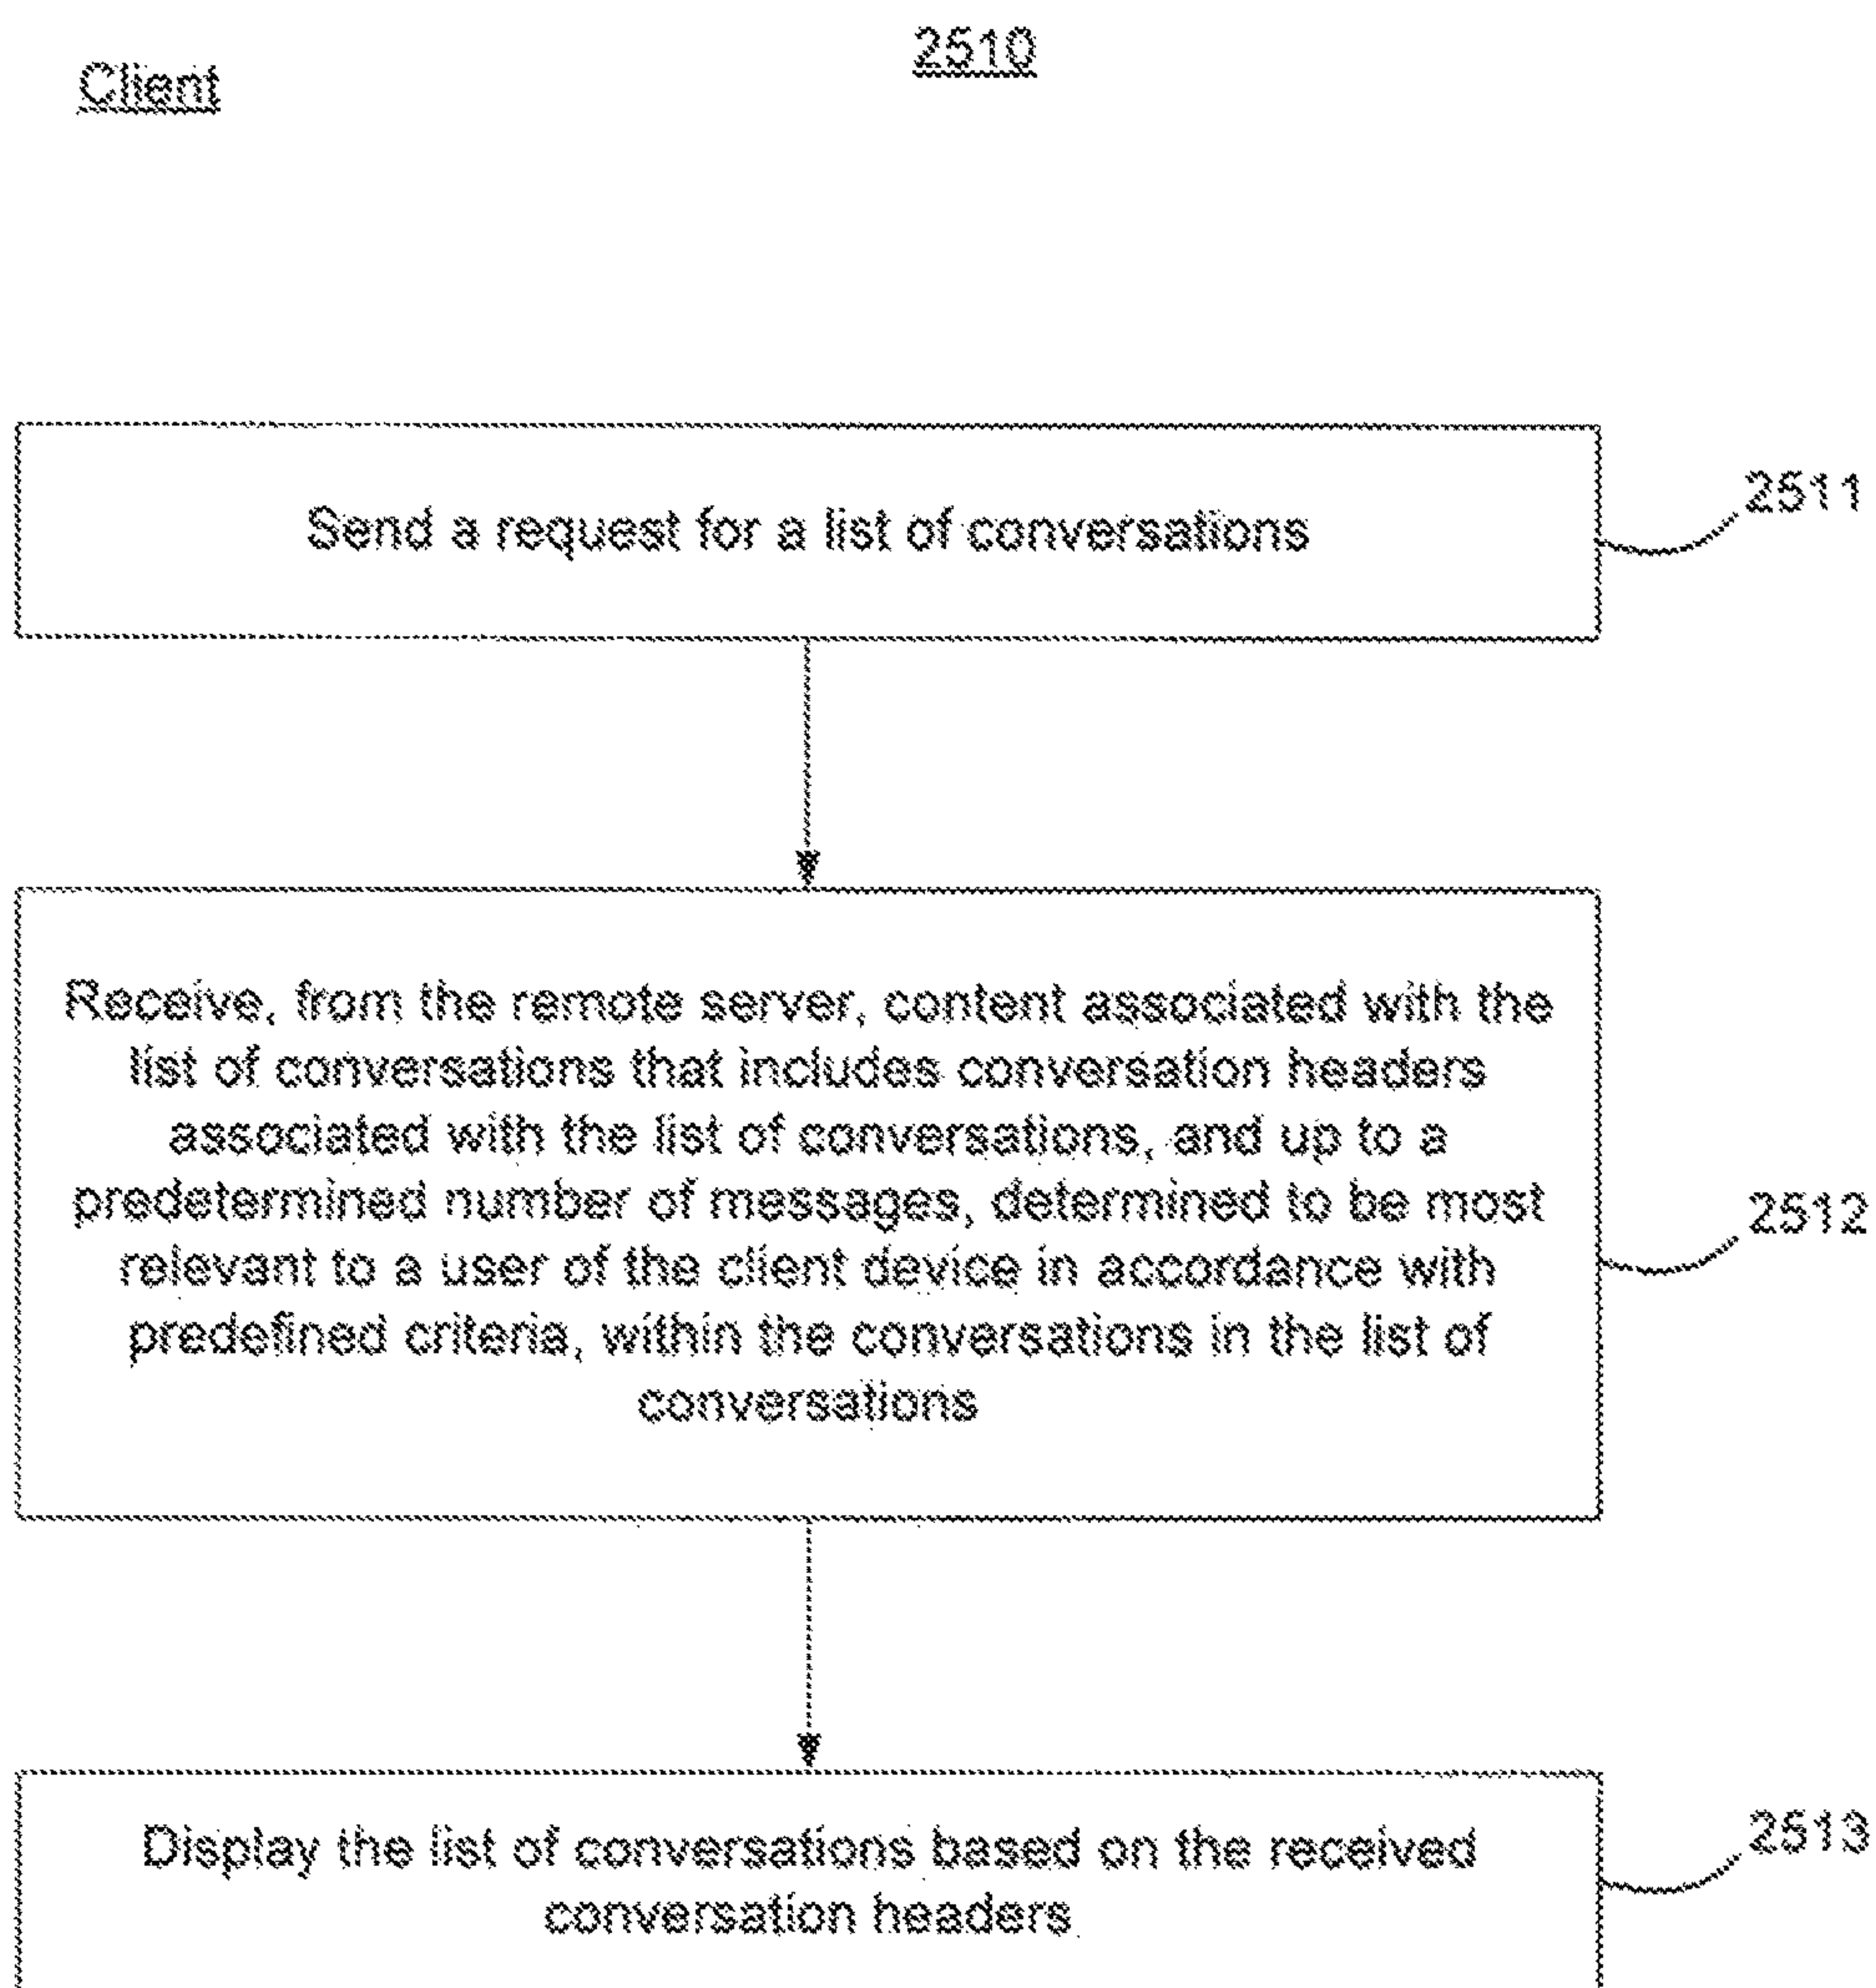 Client
2510
Send a request for a list of conversations
2511
Receive, from the remote server, content associated with the
list of conversations that includes conversation headers
associated with the list of conversations, and up to a
predetermined number of messages, determined to be most
relevant to a user of the client device in accordance with
predefined criteria, within the conversations in the list of
conversations
2512
Display the list of conversations based on the received
conversation headers
2513